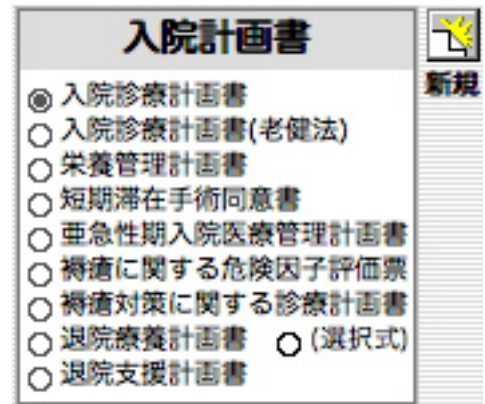 入院計画書
新規
入院診療計画書
入院診療計画書(老健法)
栄養管理計画書
短期滞在手術同意書
亜急性期入院医療管理計画書
褥瘡に関する危険因子評価票
褥瘡対策に関する診療計画書
退院療養計画書 (選択式)
退院支援計画書